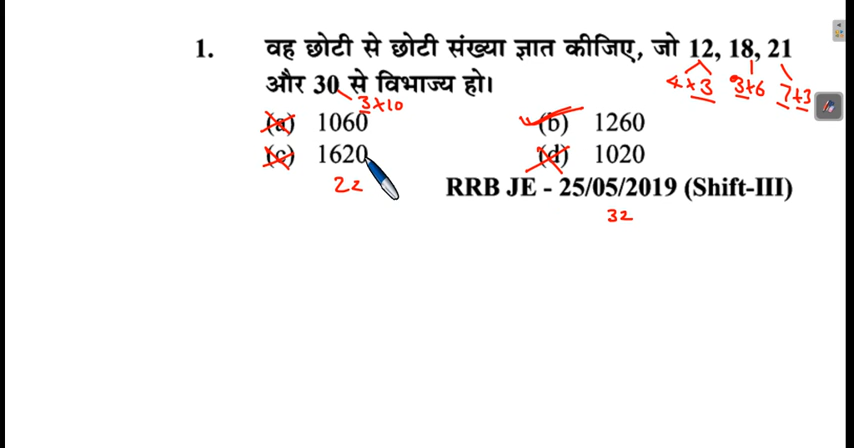 1. वह छोटी से छोटी संख्या ज्ञात कीजिए, जो 12, 18, 21
4 × 3 3+6 7+3
और 30 से विभाज्य हो।
3×10
(a) 1060 (b) 1260
(c) 1620 (d) 1020
22
RRB JE - 25/05/2019 (Shift-III)
32